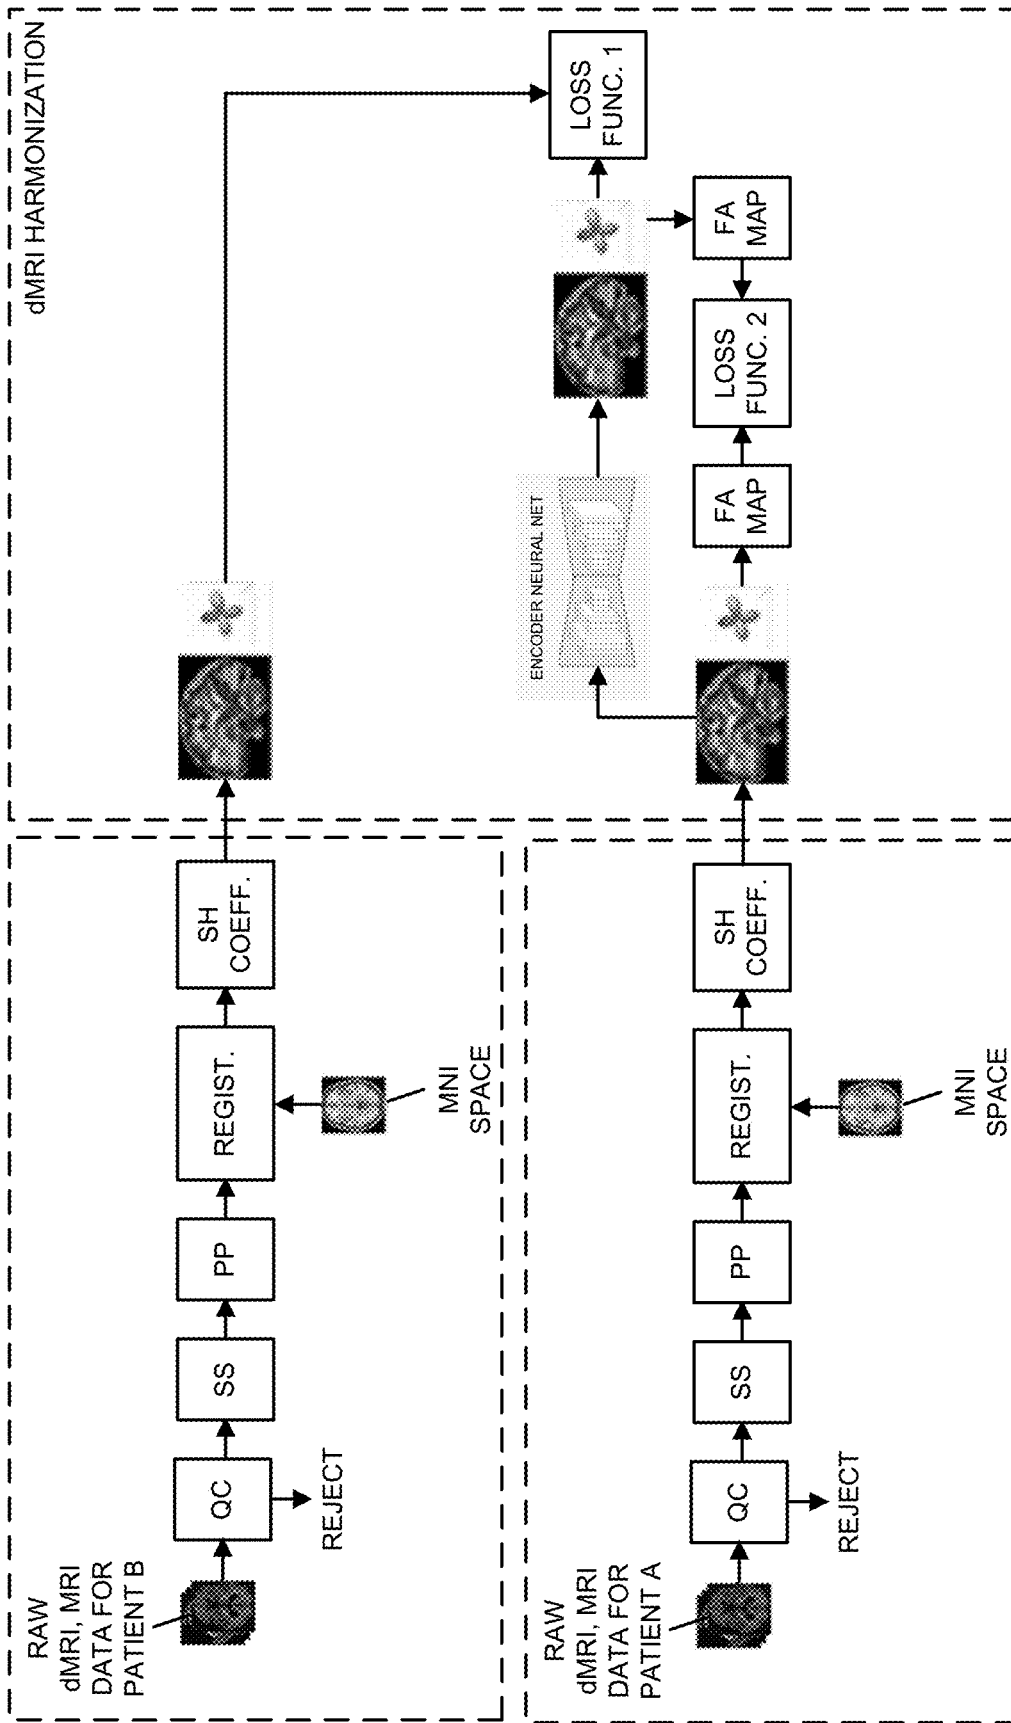 RAW
dMRI, MRI
DATA FOR
PATIENT B
QC
REJECT
SS
PP
REGIST.
MNI
SPACE
SH
COEFF.
RAW
dMRI, MRI
DATA FOR
PATIENT A
QC
REJECT
SS
PP
REGIST.
MNI
SPACE
SH
COEFF.
dMRI HARMONIZATION
ENCODER NEURAL NET
LOSS
FUNC. 1
FA
MAP
LOSS
FUNC. 2
FA
MAP